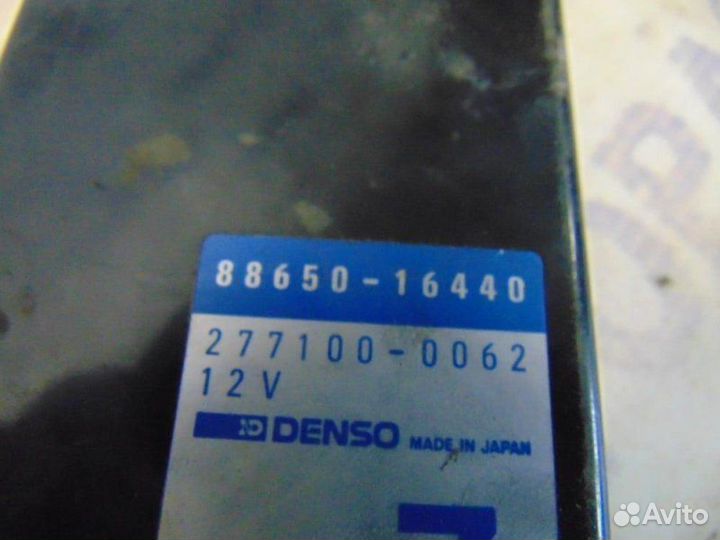 88650-16440
277100-0062
12V
DENSO MADE IN JAPAN
Avito